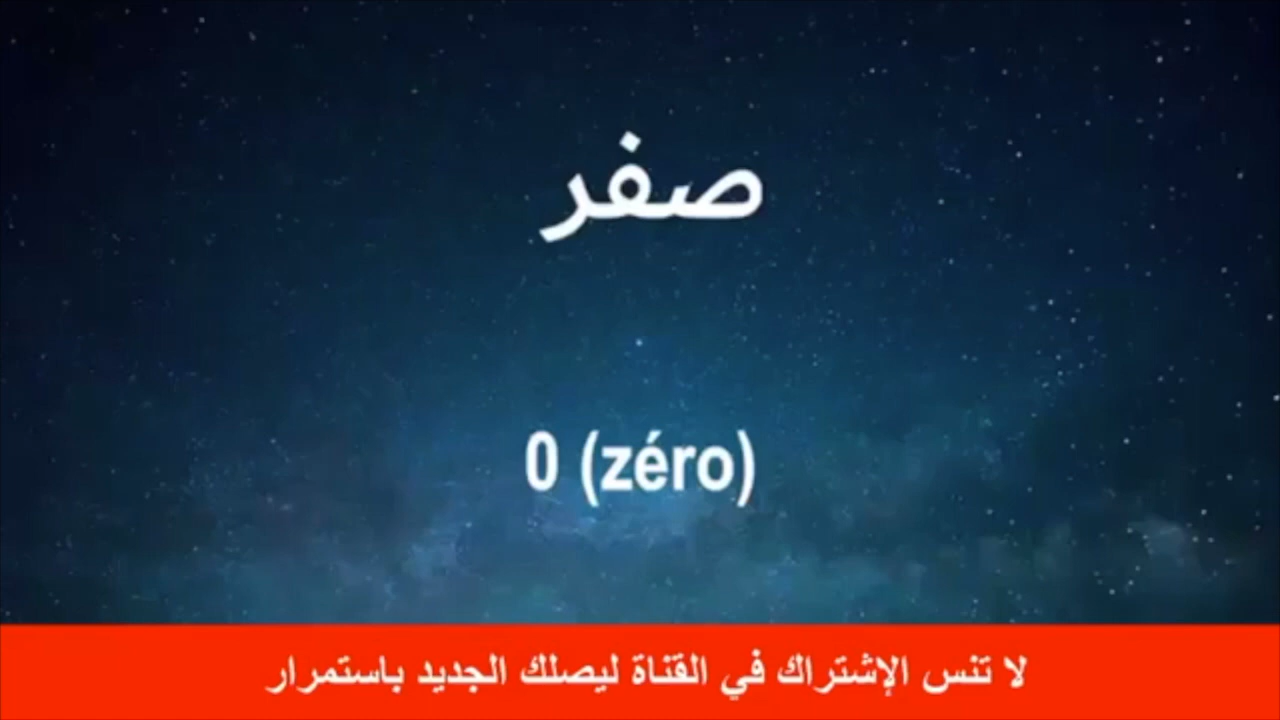 صفر
0 (zéro)
لا تنس الإشتراك في القناة ليصلك الجديد باستمرار